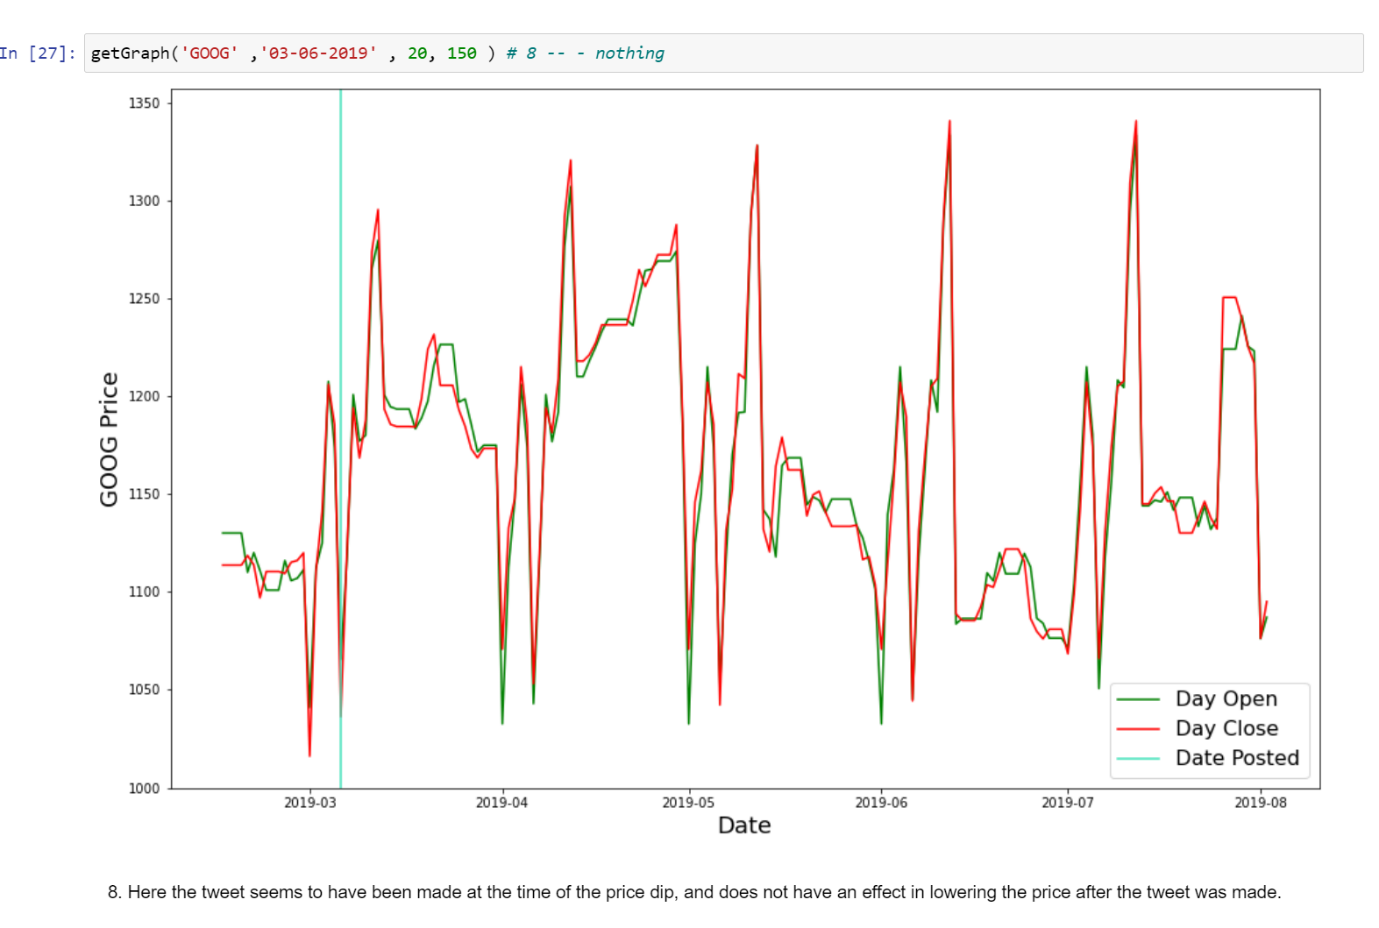 In [27]: getGraph('GOOG' ,'03-06-2019' , 20, 150 ) # 8 -- - nothing
1350
1300
1250
1200
1150
1100
1050
1000
GOOG Price
2019-03 2019-04 2019-05 2019-06 2019-07 2019-08
Date
Day Open
Day Close
Date Posted
8. Here the tweet seems to have been made at the time of the price dip, and does not have an effect in lowering the price after the tweet was made.